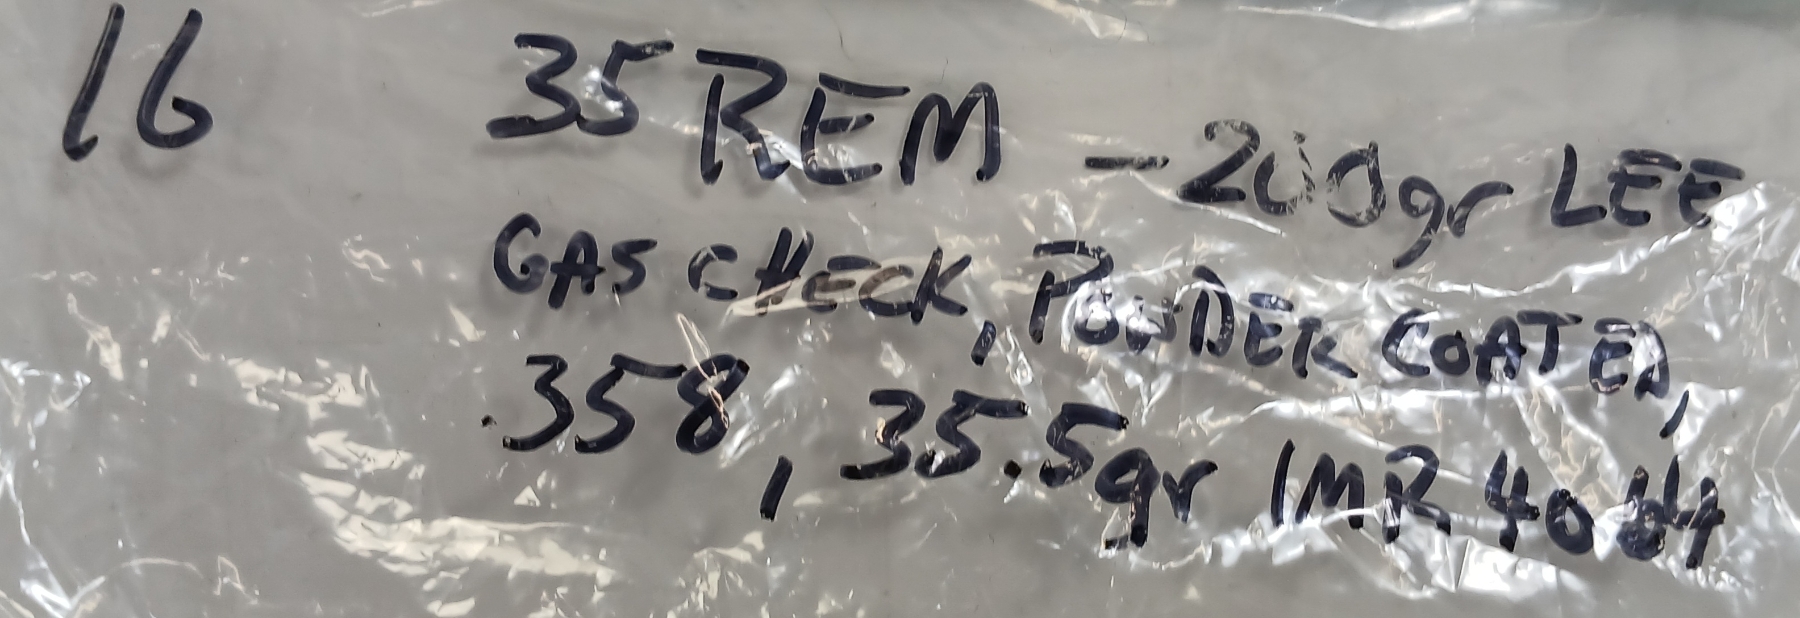 16 35 REM - 200gr LEE
GAS CHECK, POWDER COATED,
.358, 35.5gr IMR 4064